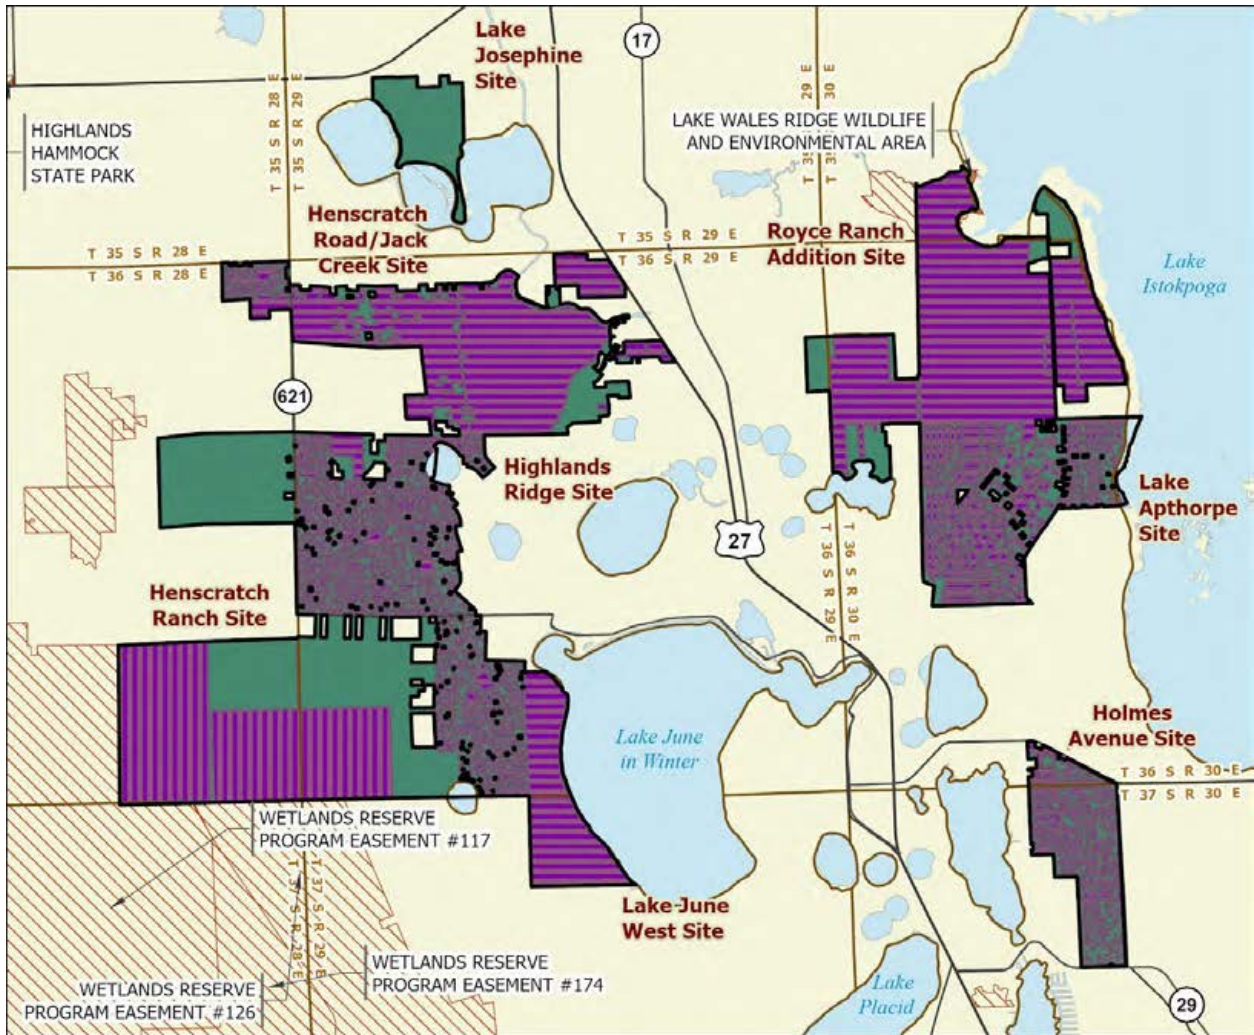 Lake
Josephine
Site
17
HIGHLANDS
HAMMOCK
STATE PARK
T 35 S R 28 E
T 35 S R 29 E
LAKE WALES RIDGE WILDLIFE
AND ENVIRONMENTAL AREA
Henscratch
Road/Jack
Creek Site
T 35 S R 28 E
T 36 S R 28 E
T 35 S R 29 E
T 36 S R 29 E
Royce Ranch
Addition Site
Lake
Istokpoga
621
Highlands
Ridge Site
27
Lake
Apthorpe
Site
T 36 S R 29 E
T 36 S R 30 E
Henscratch
Ranch Site
Lake June
in Winter
Holmes
Avenue Site
T 36 S R 30 E
T 37 S R 30 E
WETLANDS RESERVE
PROGRAM EASEMENT #117
T 37 S R 28 E
T 37 S R 29 E
Lake June
West Site
WETLANDS RESERVE
PROGRAM EASEMENT #174
WETLANDS RESERVE
PROGRAM EASEMENT #126
Lake
Placid
29